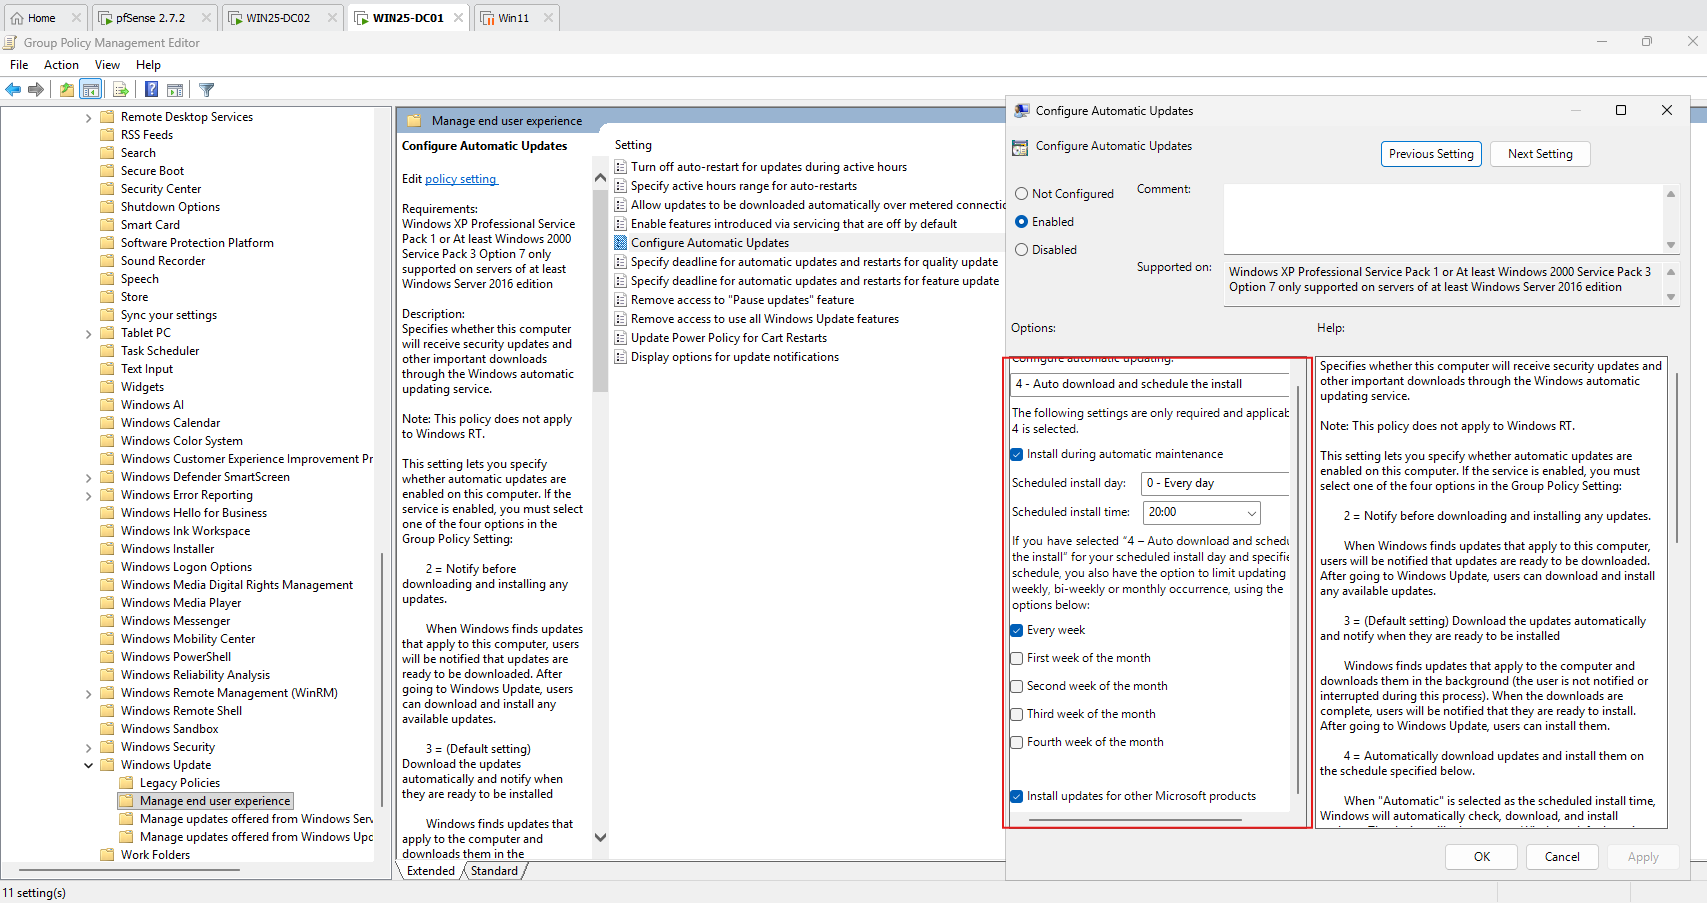 Home
pfSense 2.7.2
WIN25-DC02
WIN25-DC01
Win11
Group Policy Management Editor
File Action View Help
Remote Desktop Services
RSS Feeds
Search
Secure Boot
Security Center
Shutdown Options
Smart Card
Software Protection Platform
Sound Recorder
Speech
Store
Sync your settings
Tablet PC
Task Scheduler
Text Input
Widgets
Windows AI
Windows Calendar
Windows Color System
Windows Customer Experience Improvement Pr
Windows Defender SmartScreen
Windows Error Reporting
Windows Hello for Business
Windows Ink Workspace
Windows Installer
Windows Logon Options
Windows Media Digital Rights Management
Windows Media Player
Windows Messenger
Windows Mobility Center
Windows PowerShell
Windows Reliability Analysis
Windows Remote Management (WinRM)
Windows Remote Shell
Windows Sandbox
Windows Security
Windows Update
Legacy Policies
Manage end user experience
Manage updates offered from Windows Serv
Manage updates offered from Windows Upd
Work Folders
11 setting(s)
Manage end user experience
Configure Automatic Updates
Edit policy setting
Requirements:
Windows XP Professional Service
Pack 1 or At least Windows 2000
Service Pack 3 Option 7 only
supported on servers of at least
Windows Server 2016 edition
Description:
Specifies whether this computer
will receive security updates and
other important downloads
through the Windows automatic
updating service.
Note: This policy does not apply
to Windows RT.
This setting lets you specify
whether automatic updates are
enabled on this computer. If the
service is enabled, you must select
one of the four options in the
Group Policy Setting:
2 = Notify before
downloading and installing any
updates.
When Windows finds updates
that apply to this computer, users
will be notified that updates are
ready to be downloaded. After
going to Windows Update, users
can download and install any
available updates.
3 = (Default setting)
Download the updates
automatically and notify when
they are ready to be installed
Windows finds updates that
apply to the computer and
downloads them in the
Extended
Standard
Setting
Turn off auto-restart for updates during active hours
Specify active hours range for auto-restarts
Allow updates to be downloaded automatically over metered connectic
Enable features introduced via servicing that are off by default
Configure Automatic Updates
Specify deadline for automatic updates and restarts for quality update
Specify deadline for automatic updates and restarts for feature update
Remove access to "Pause updates" feature
Remove access to use all Windows Update features
Update Power Policy for Cart Restarts
Display options for update notifications
Configure Automatic Updates
Configure Automatic Updates
Previous Setting
Next Setting
Not Configured
Enabled
Disabled
Comment:
Supported on:
Windows XP Professional Service Pack 1 or At least Windows 2000 Service Pack 3
Option 7 only supported on servers of at least Windows Server 2016 edition
Options:
Help:
Configure automatic updating:
4 - Auto download and schedule the install
The following settings are only required and applicab
4 is selected.
Install during automatic maintenance
Scheduled install day: 0 - Every day
Scheduled install time: 20:00
If you have selected “4 – Auto download and schedu
the install” for your scheduled install day and specifie
schedule, you also have the option to limit updating
weekly, bi-weekly or monthly occurrence, using the
options below:
Every week
First week of the month
Second week of the month
Third week of the month
Fourth week of the month
Install updates for other Microsoft products
Specifies whether this computer will receive security updates and
other important downloads through the Windows automatic
updating service.
Note: This policy does not apply to Windows RT.
This setting lets you specify whether automatic updates are
enabled on this computer. If the service is enabled, you must
select one of the four options in the Group Policy Setting:
2 = Notify before downloading and installing any updates.
When Windows finds updates that apply to this computer,
users will be notified that updates are ready to be downloaded.
After going to Windows Update, users can download and install
any available updates.
3 = (Default setting) Download the updates automatically
and notify when they are ready to be installed
Windows finds updates that apply to the computer and
downloads them in the background (the user is not notified or
interrupted during this process). When the downloads are
complete, users will be notified that they are ready to install.
After going to Windows Update, users can install them.
4 = Automatically download updates and install them on
the schedule specified below.
When "Automatic" is selected as the scheduled install time,
Windows will automatically check, download, and install
OK
Cancel
Apply